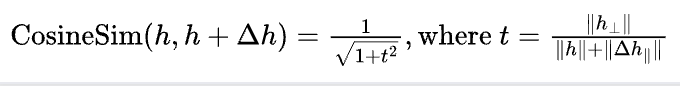 CosineSim(h, h + Δh) = 1/√(1+t²), where t = ‖h⊥‖/(‖h‖+‖Δh∥‖)